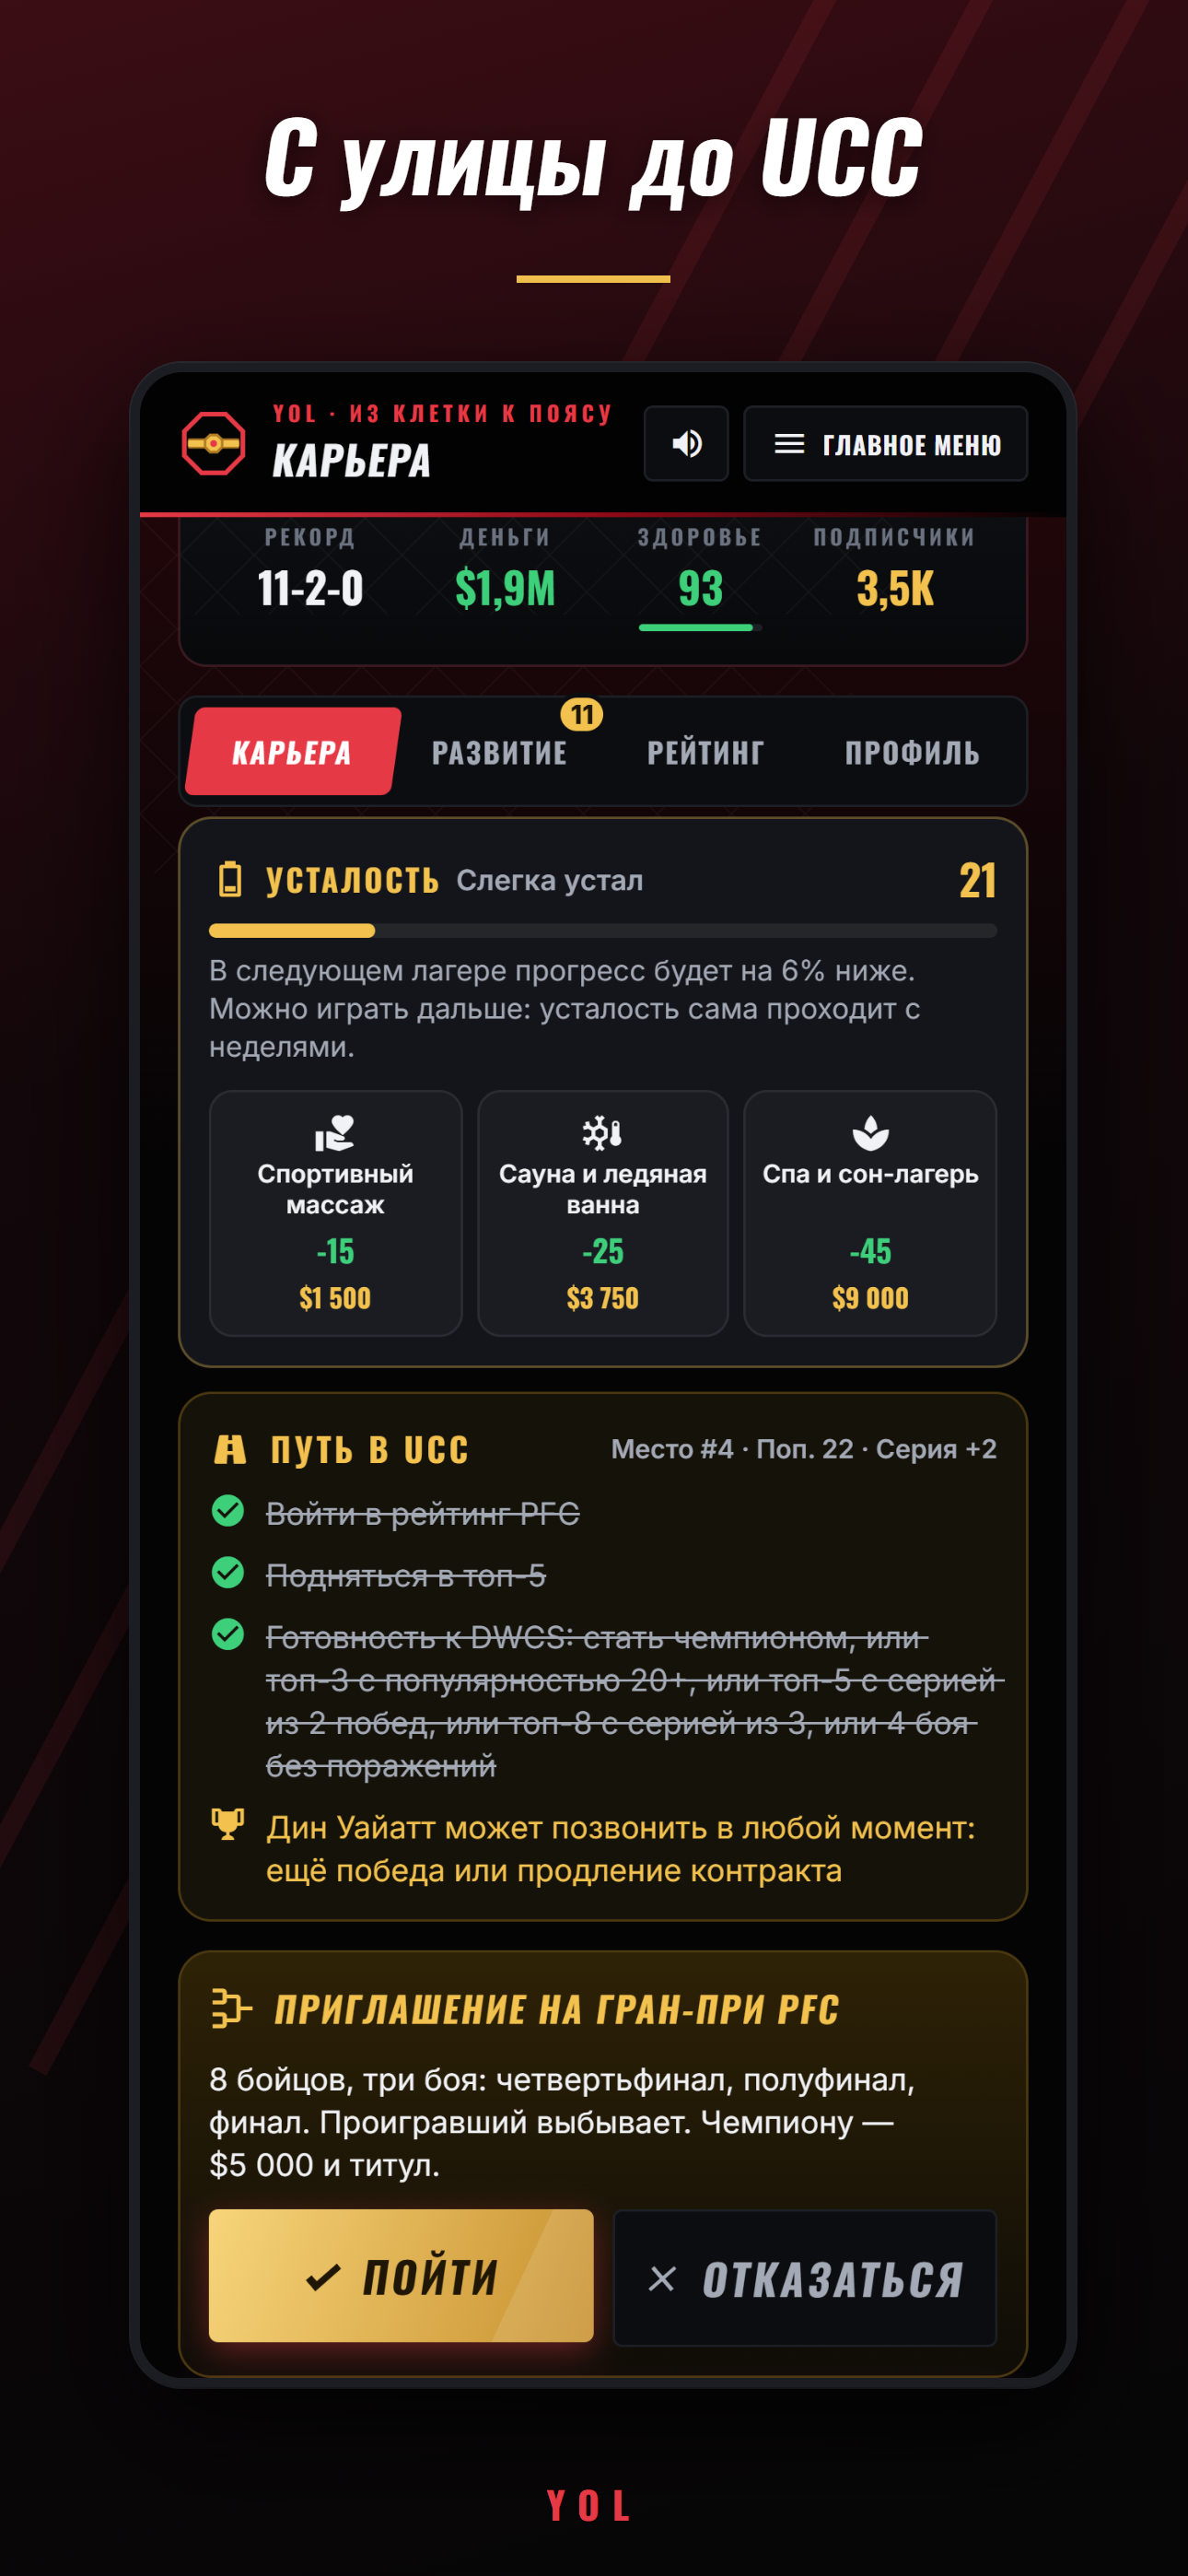 С улицы до UCC
YOL · ИЗ КЛЕТКИ К ПОЯСУ
КАРЬЕРА
ГЛАВНОЕ МЕНЮ
РЕКОРД ДЕНЬГИ ЗДОРОВЬЕ ПОДПИСЧИКИ
11-2-0 $1,9M 93 3,5K
11
КАРЬЕРА РАЗВИТИЕ РЕЙТИНГ ПРОФИЛЬ
УСТАЛОСТЬ Слегка устал 21
В следующем лагере прогресс будет на 6% ниже.
Можно играть дальше: усталость сама проходит с
неделями.
Спортивный
массаж
-15
$1 500
Сауна и ледяная
ванна
-25
$3 750
Спа и сон-лагерь
-45
$9 000
ПУТЬ В UCC Место #4 · Поп. 22 · Серия +2
Войти в рейтинг PFC
Подняться в топ-5
Готовность к DWCS: стать чемпионом, или
топ-3 с популярностью 20+, или топ-5 с серией
из 2 побед, или топ-8 с серией из 3, или 4 боя
без поражений
Дин Уайатт может позвонить в любой момент:
ещё победа или продление контракта
ПРИГЛАШЕНИЕ НА ГРАН-ПРИ PFC
8 бойцов, три боя: четвертьфинал, полуфинал,
финал. Проигравший выбывает. Чемпиону —
$5 000 и титул.
ПОЙТИ ОТКАЗАТЬСЯ
YOL